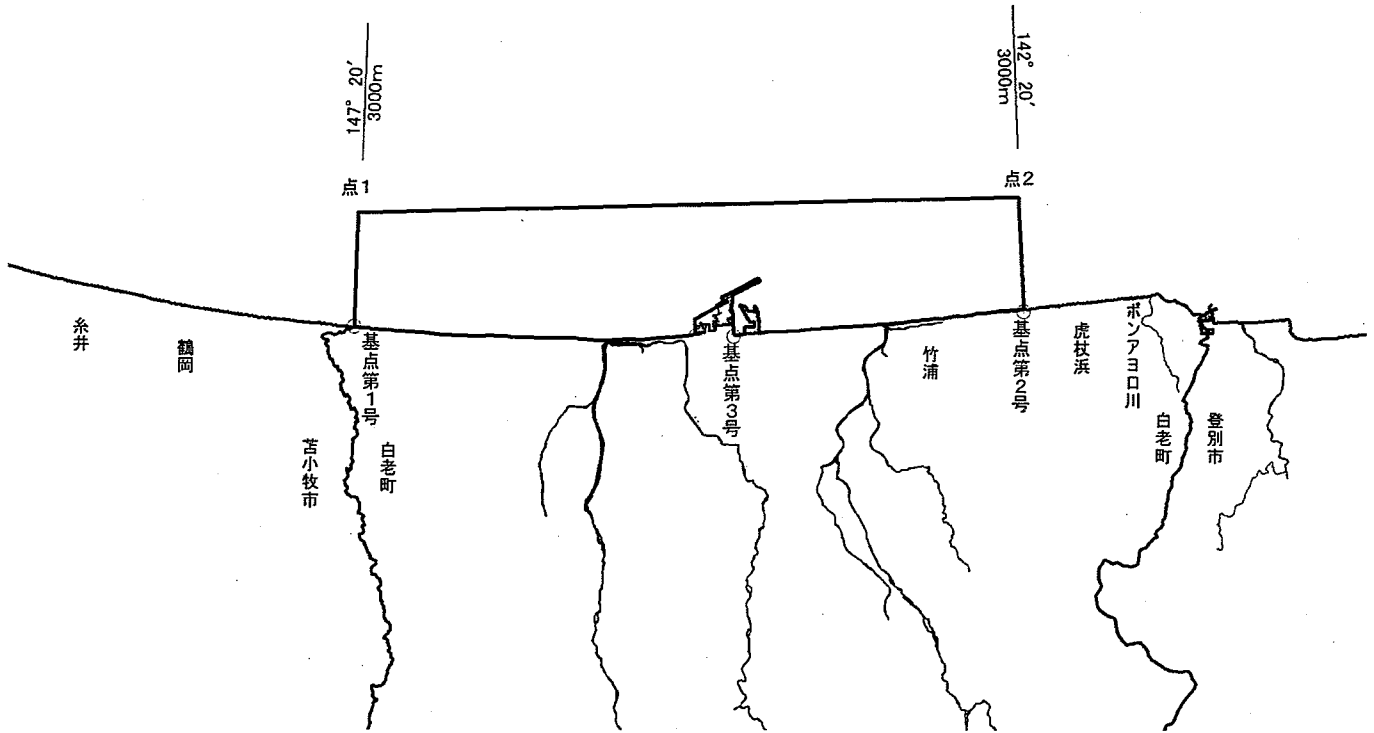 147° 20′
3000m
142° 20′
3000m
点1
点2
糸井
鶴岡
基点第1号
苫小牧市
白老町
基点第3号
竹浦
基点第2号
虎杖浜
ポンアヨロ川
白老町
登別市